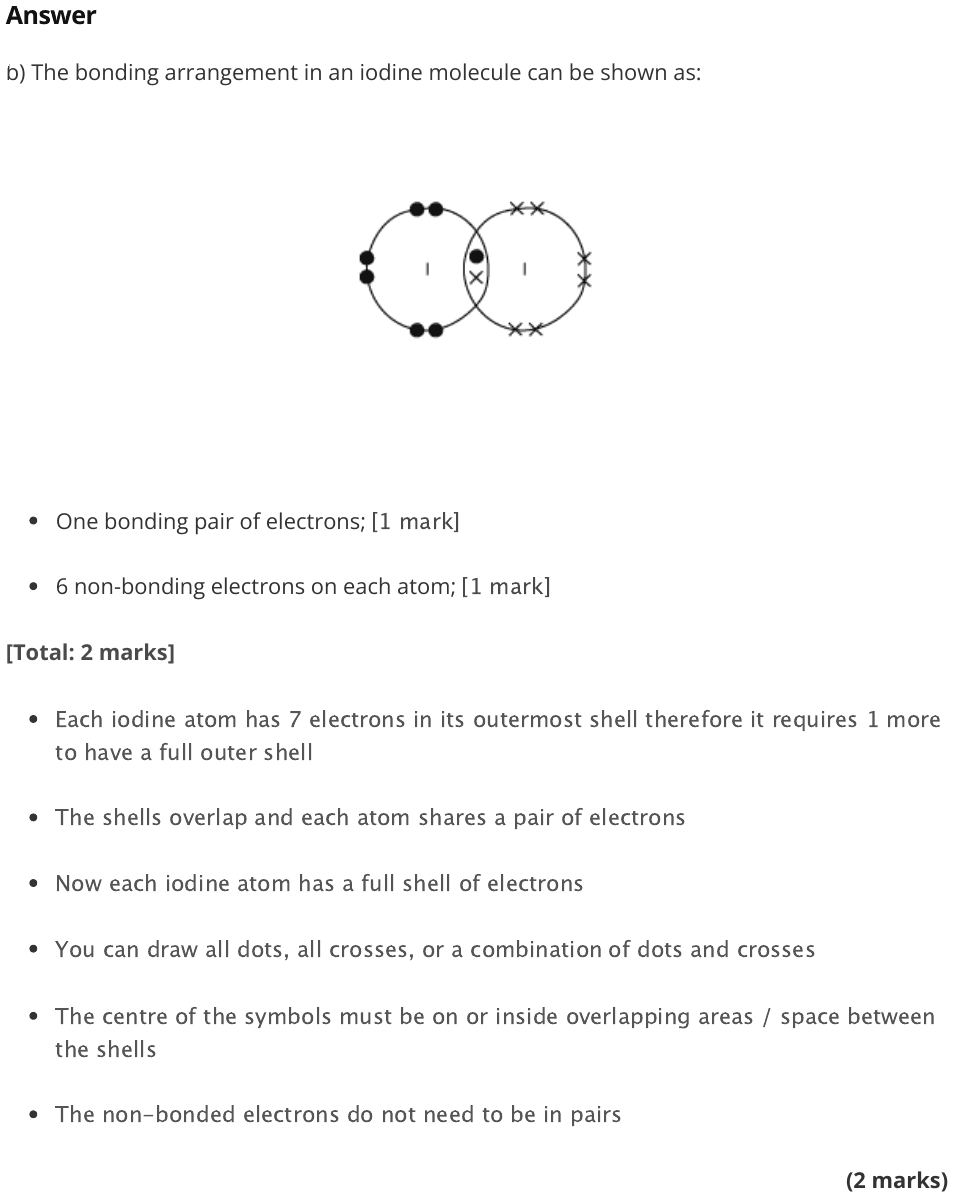 Answer
b) The bonding arrangement in an iodine molecule can be shown as:
I I
• One bonding pair of electrons; [1 mark]
• 6 non-bonding electrons on each atom; [1 mark]
[Total: 2 marks]
• Each iodine atom has 7 electrons in its outermost shell therefore it requires 1 more
to have a full outer shell
• The shells overlap and each atom shares a pair of electrons
• Now each iodine atom has a full shell of electrons
• You can draw all dots, all crosses, or a combination of dots and crosses
• The centre of the symbols must be on or inside overlapping areas / space between
the shells
• The non–bonded electrons do not need to be in pairs
(2 marks)